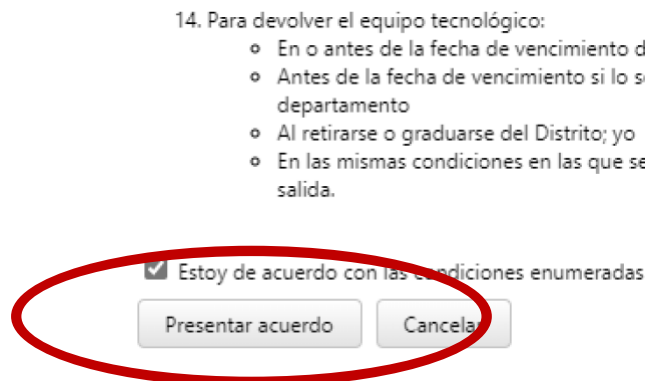 14. Para devolver el equipo tecnológico:
En o antes de la fecha de vencimiento
Antes de la fecha de vencimiento si lo
departamento
Al retirarse o graduarse del Distrito; yo
En las mismas condiciones en las que
salida.
Estoy de acuerdo con las condiciones enumeradas
Presentar acuerdo
Cancelar